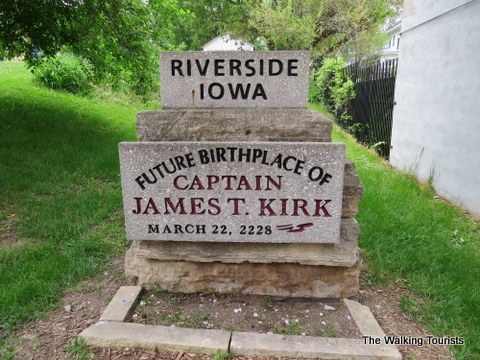 RIVERSIDE
IOWA
FUTURE BIRTHPLACE OF
CAPTAIN
JAMES T. KIRK
MARCH 22, 2228
The Walking Tourists